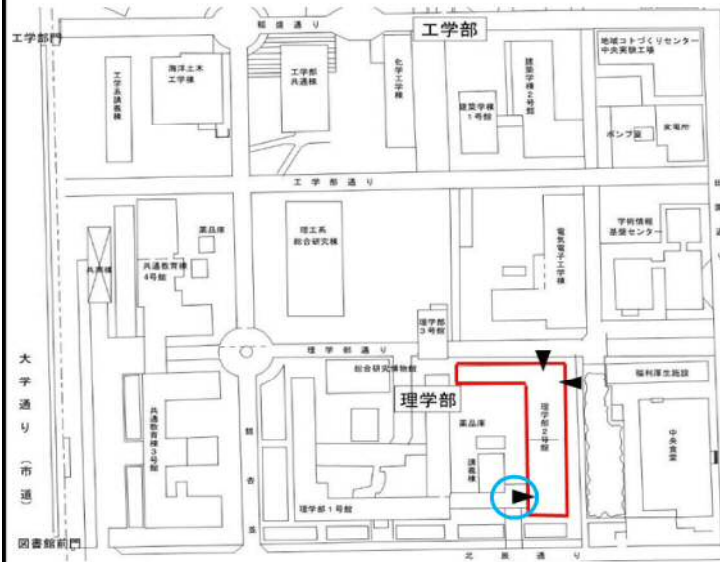 稲盛通り
工学部門
工学部
地域コトづくりセンター
中央実験工場
海洋土木
工学棟
工学系講義棟
工学部
共通棟
化学工学棟
建築学棟
1号館
建築学棟2号館
ポンプ室
変電所
工学部通り
薬品庫
共通教育棟
4号館
理工系
総合研究棟
電気電子工学棟
学術情報
基盤センター
理学部
3号館
理学部通り
総合研究博物館
理学部
福利厚生施設
大学通り(市道)
共通教育棟3号館
薬品庫
講義棟
理学部2号館
中央食堂
理学部1号館
図書館前門
北辰通り